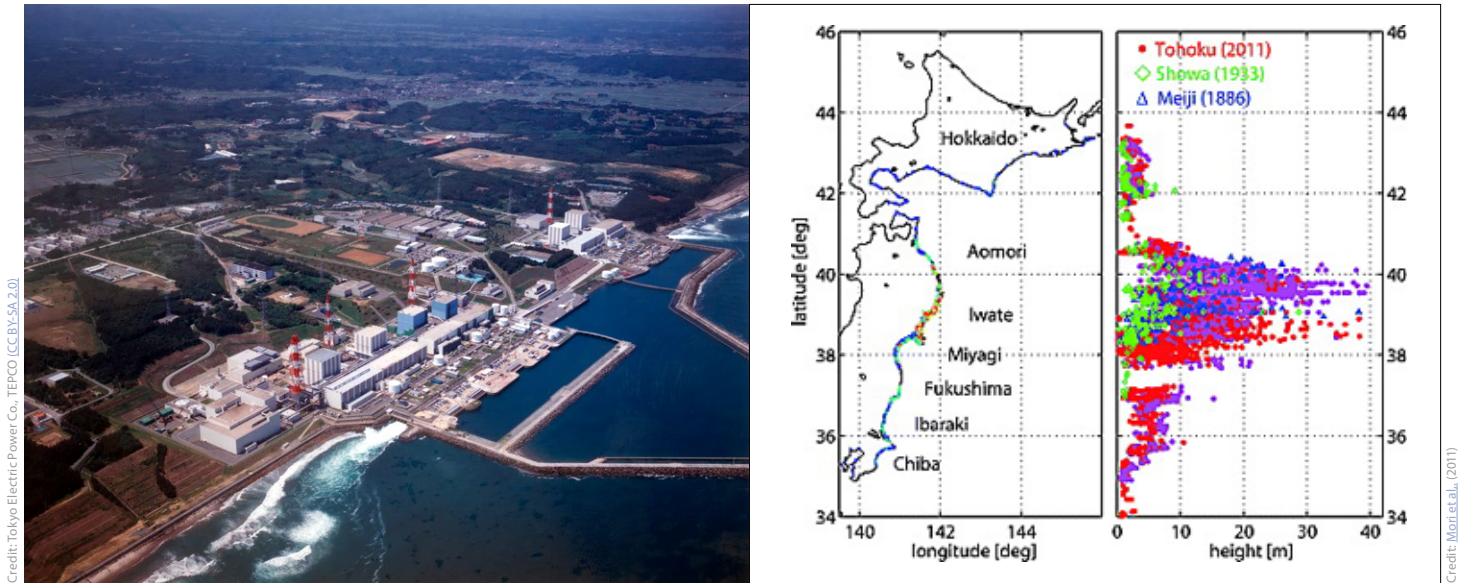 Credit: Tokyo Electric Power Co., TEPCO (CC BY-SA 2.0)
46
44
42
40
38
36
34
latitude [deg]
Hokkaido
Aomori
Iwate
Miyagi
Fukushima
Ibaraki
Chiba
140
142
144
longitude [deg]
Tohoku (2011)
Showa (1933)
Meiji (1886)
46
44
42
40
38
36
34
0
10
20
30
40
height [m]
Credit: Mori et al., (2011)